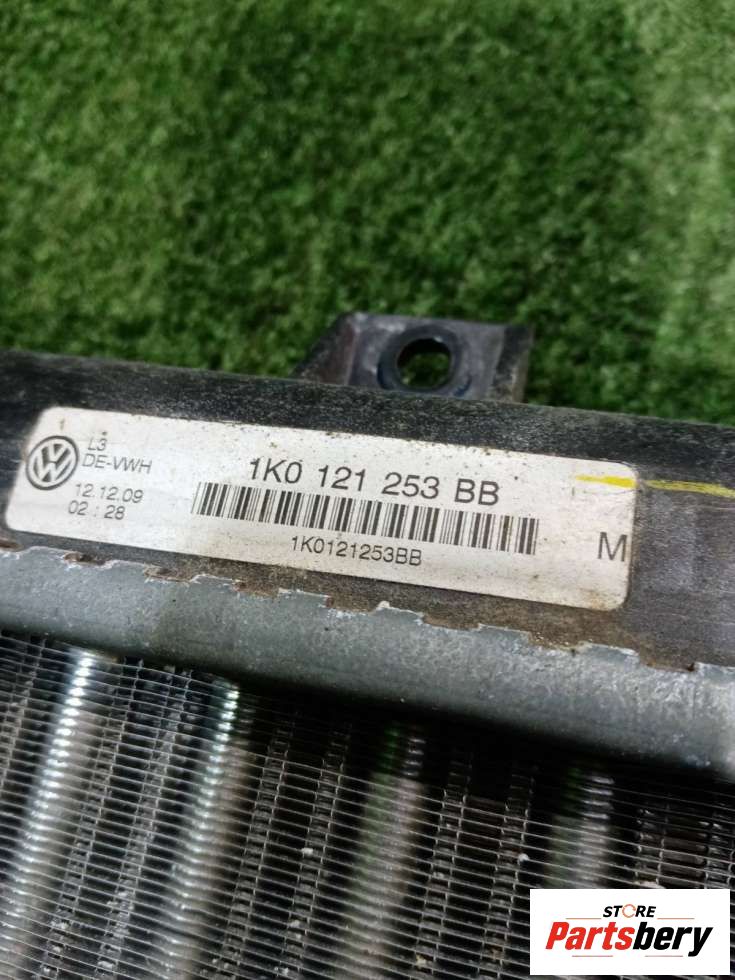 L3
DE-VWH
12.12.09
02 : 28
1K0 121 253 BB
1K0121253BB
M
STORE
Partsbery